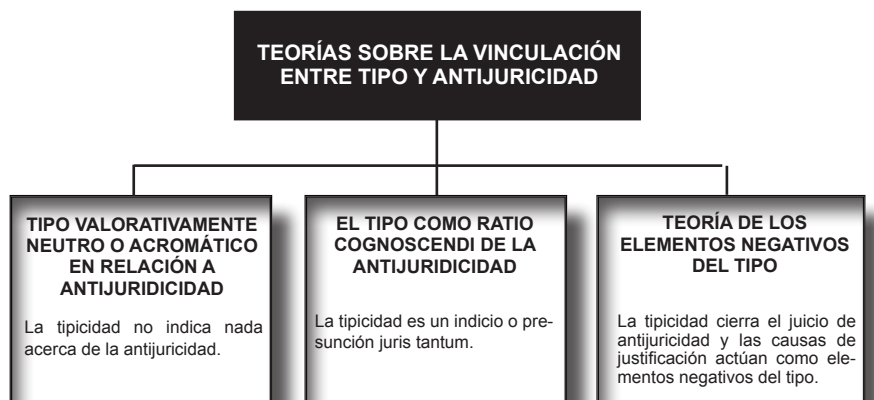 TEORÍAS SOBRE LA VINCULACIÓN
ENTRE TIPO Y ANTIJURICIDAD
TIPO VALORATIVAMENTE
NEUTRO O ACROMÁTICO
EN RELACIÓN A
ANTIJURIDICIDAD
La tipicidad no indica nada
acerca de la antijuricidad.
EL TIPO COMO RATIO
COGNOSCENDI DE LA
ANTIJURIDICIDAD
La tipicidad es un indicio o pre-
sunción juris tantum.
TEORÍA DE LOS
ELEMENTOS NEGATIVOS
DEL TIPO
La tipicidad cierra el juicio de
antijuricidad y las causas de
justificación actúan como ele-
mentos negativos del tipo.